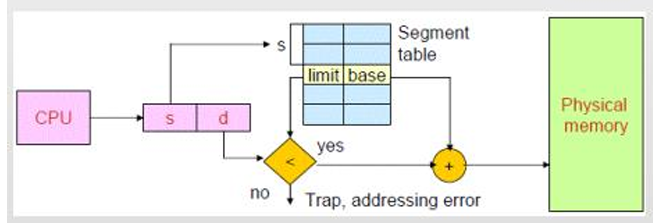 s
Segment
table
limit base
CPU
s d
Physical
memory
<
yes
+
no
Trap, addressing error